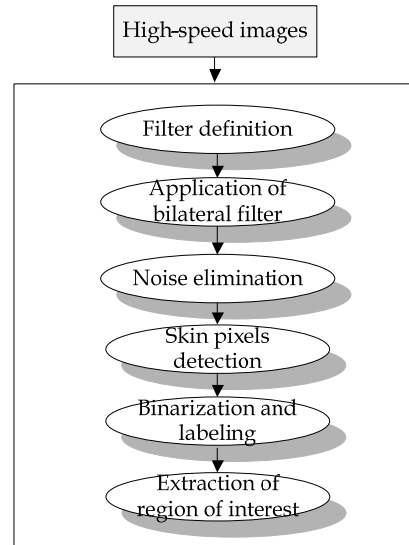 High-speed images
Filter definition
Application of
bilateral filter
Noise elimination
Skin pixels
detection
Binarization and
labeling
Extraction of
region of interest